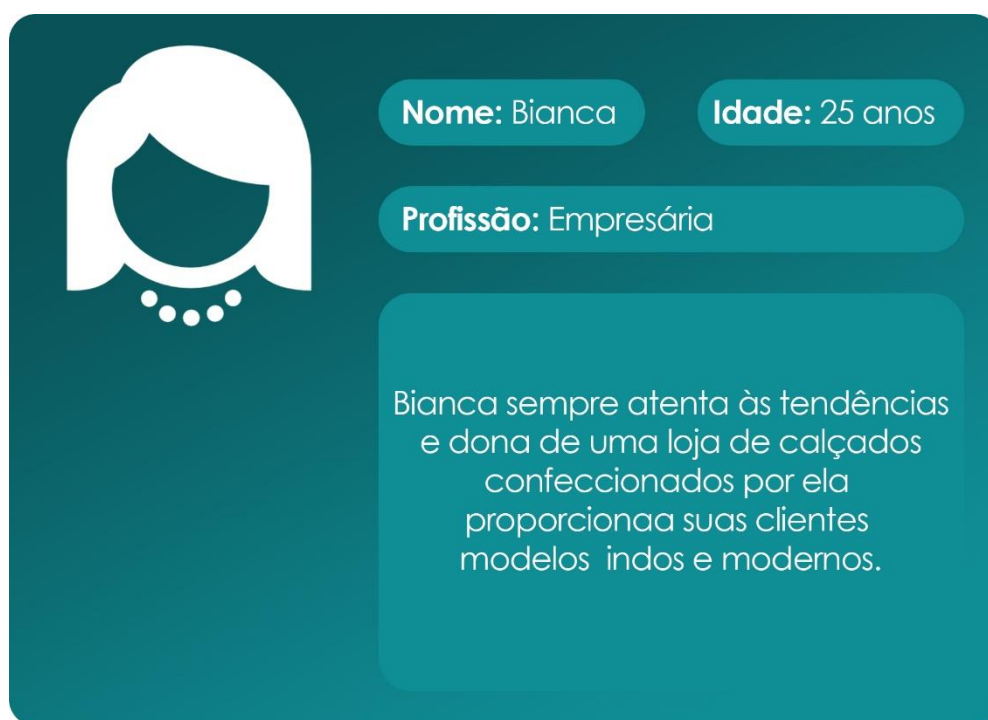 Nome: Bianca
Idade: 25 anos
Profissão: Empresária
Bianca sempre atenta às tendências
e dona de uma loja de calçados
confeccionados por ela
proporcionaa suas clientes
modelos  indos e modernos.